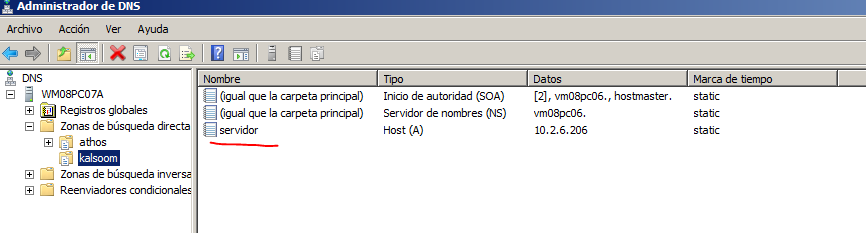 Administrador de DNS
Archivo Acción Ver Ayuda
DNS
WM08PC07A
Registros globales
Zonas de búsqueda directa
athos
kalsoom
Zonas de búsqueda inversa
Reenviadores condicionales
Nombre Tipo Datos Marca de tiempo
(igual que la carpeta principal) Inicio de autoridad (SOA) [2], vm08pc06., hostmaster. static
(igual que la carpeta principal) Servidor de nombres (NS) vm08pc06. static
servidor Host (A) 10.2.6.206 static